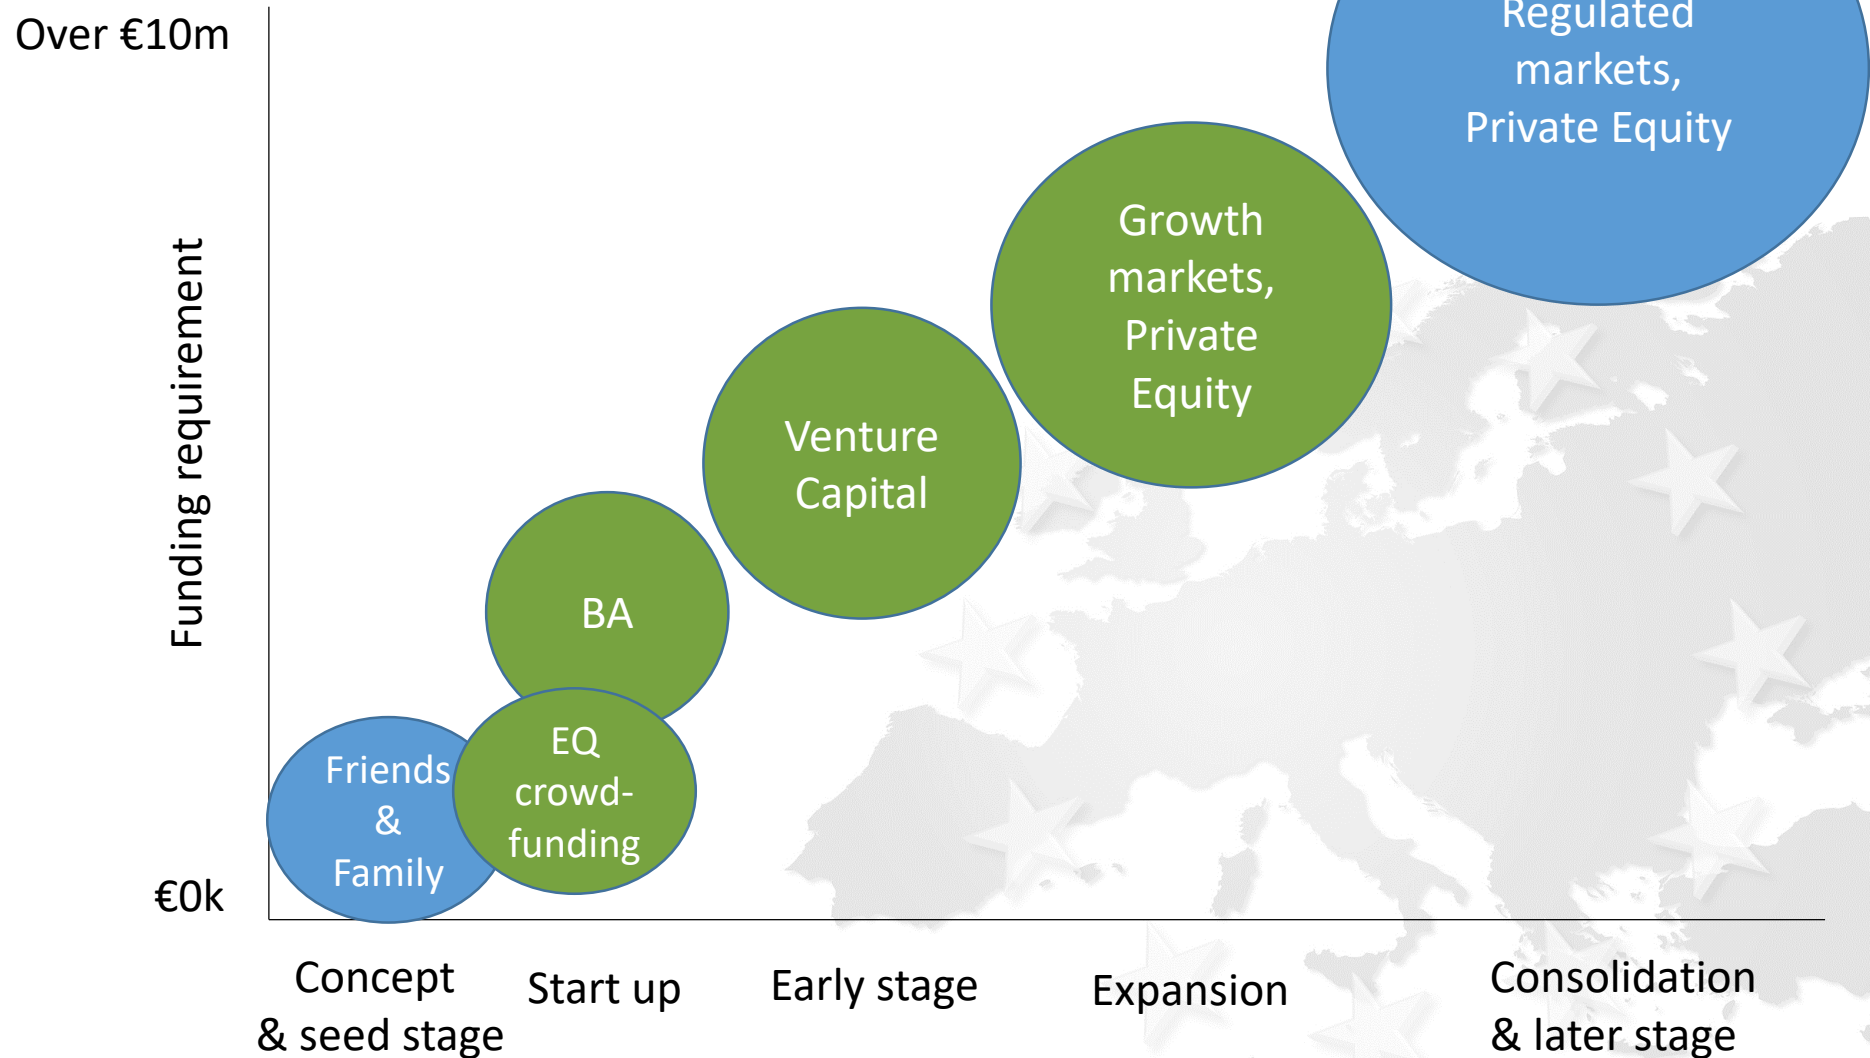 Over €10m
Regulated
markets,
Private Equity
Growth
markets,
Private
Equity
Funding requirement
Venture
Capital
BA
EQ
crowd-
funding
Friends
&
Family
€0k
Concept
& seed stage
Start up
Early stage
Expansion
Consolidation
& later stage